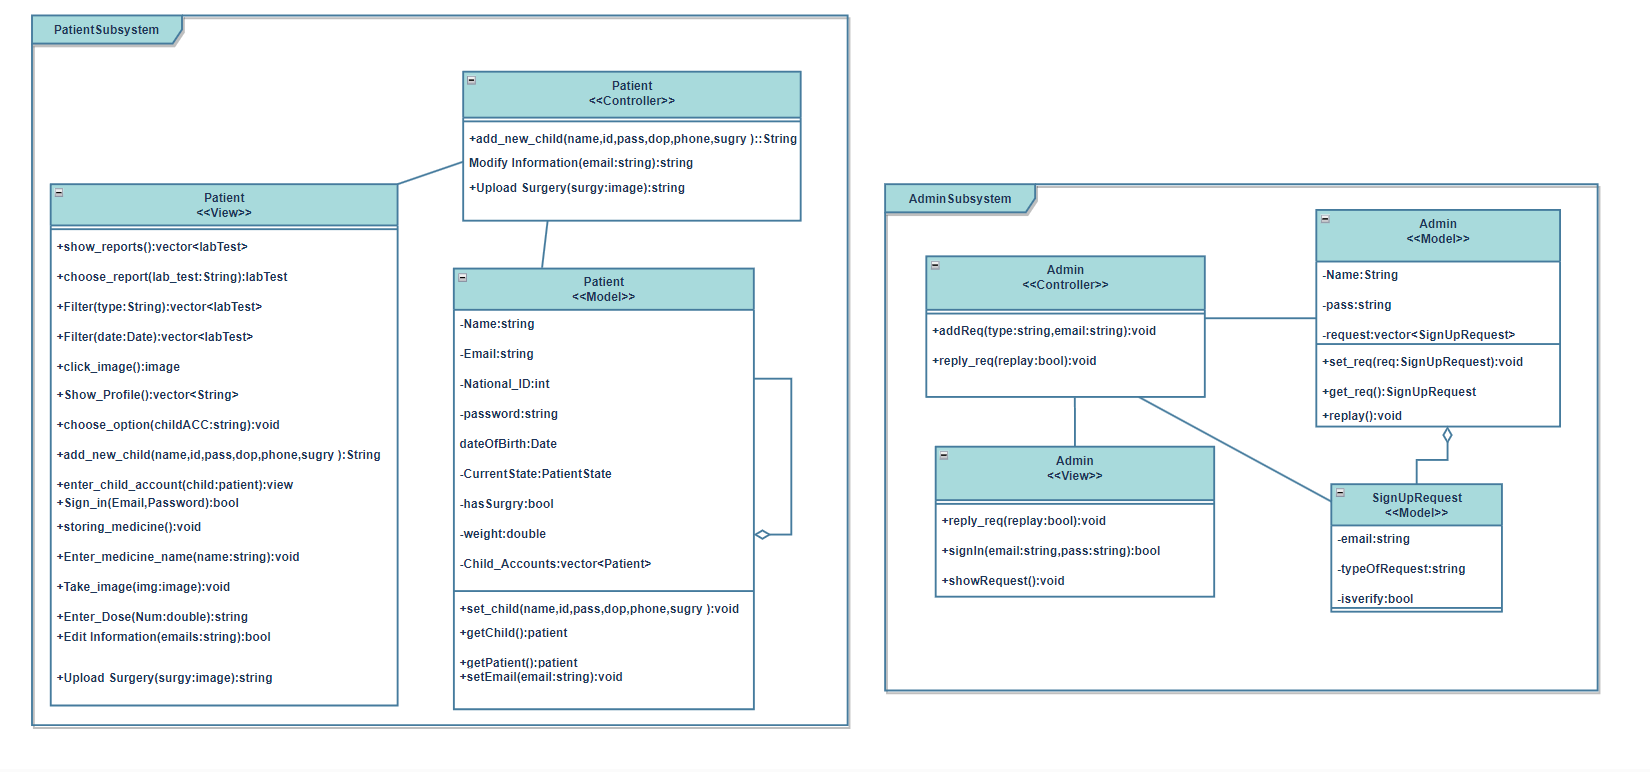 PatientSubsystem
Patient
<<Controller>>
+add_new_child(name,id,pass,dop,phone,sugry )::String
Modify Information(email:string):string
+Upload Surgery(surgy:image):string
Patient
<<View>>
+show_reports():vector<labTest>
+choose_report(lab_test:String):labTest
+Filter(type:String):vector<labTest>
+Filter(date:Date):vector<labTest>
+click_image():image
+Show_Profile():vector<String>
+choose_option(childACC:string):void
+add_new_child(name,id,pass,dop,phone,sugry ):String
+enter_child_account(child:patient):view
+Sign_in(Email,Password):bool
+storing_medicine():void
+Enter_medicine_name(name:string):void
+Take_image(img:image):void
+Enter_Dose(Num:double):string
+Edit Information(emails:string):bool
+Upload Surgery(surgy:image):string
Patient
<<Model>>
-Name:string
-Email:string
-National_ID:int
-password:string
dateOfBirth:Date
-CurrentState:PatientState
-hasSurgry:bool
-weight:double
-Child_Accounts:vector<Patient>
+set_child(name,id,pass,dop,phone,sugry ):void
+getChild():patient
+getPatient():patient
+setEmail(email:string):void
AdminSubsystem
Admin
<<Controller>>
+addReq(type:string,email:string):void
+reply_req(replay:bool):void
Admin
<<Model>>
-Name:String
-pass:string
-request:vector<SignUpRequest>
+set_req(req:SignUpRequest):void
+get_req():SignUpRequest
+replay():void
Admin
<<View>>
+reply_req(replay:bool):void
+signIn(email:string,pass:string):bool
+showRequest():void
SignUpRequest
<<Model>>
-email:string
-typeOfRequest:string
-isverify:bool